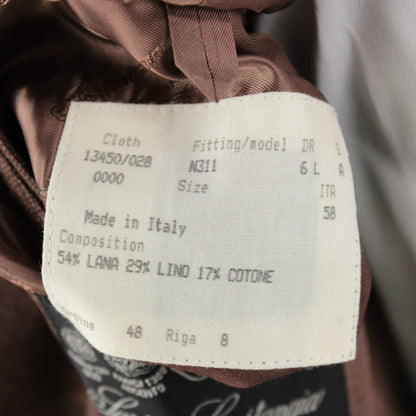 Cloth Fitting/model DR S
13450/028 N311 6 L A
0000 Size ITA
58
Made in Italy
Composition
54% LANA 29% LINO 17% COTONE
48 Riga 8